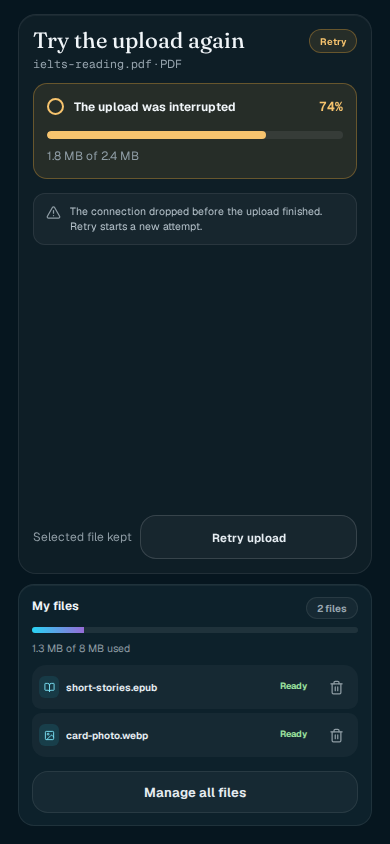 Try the upload again
Retry
ielts-reading.pdf · PDF
The upload was interrupted
74%
1.8 MB of 2.4 MB
The connection dropped before the upload finished.
Retry starts a new attempt.
Selected file kept
Retry upload
My files
2 files
1.3 MB of 8 MB used
short-stories.epub
Ready
card-photo.webp
Ready
Manage all files